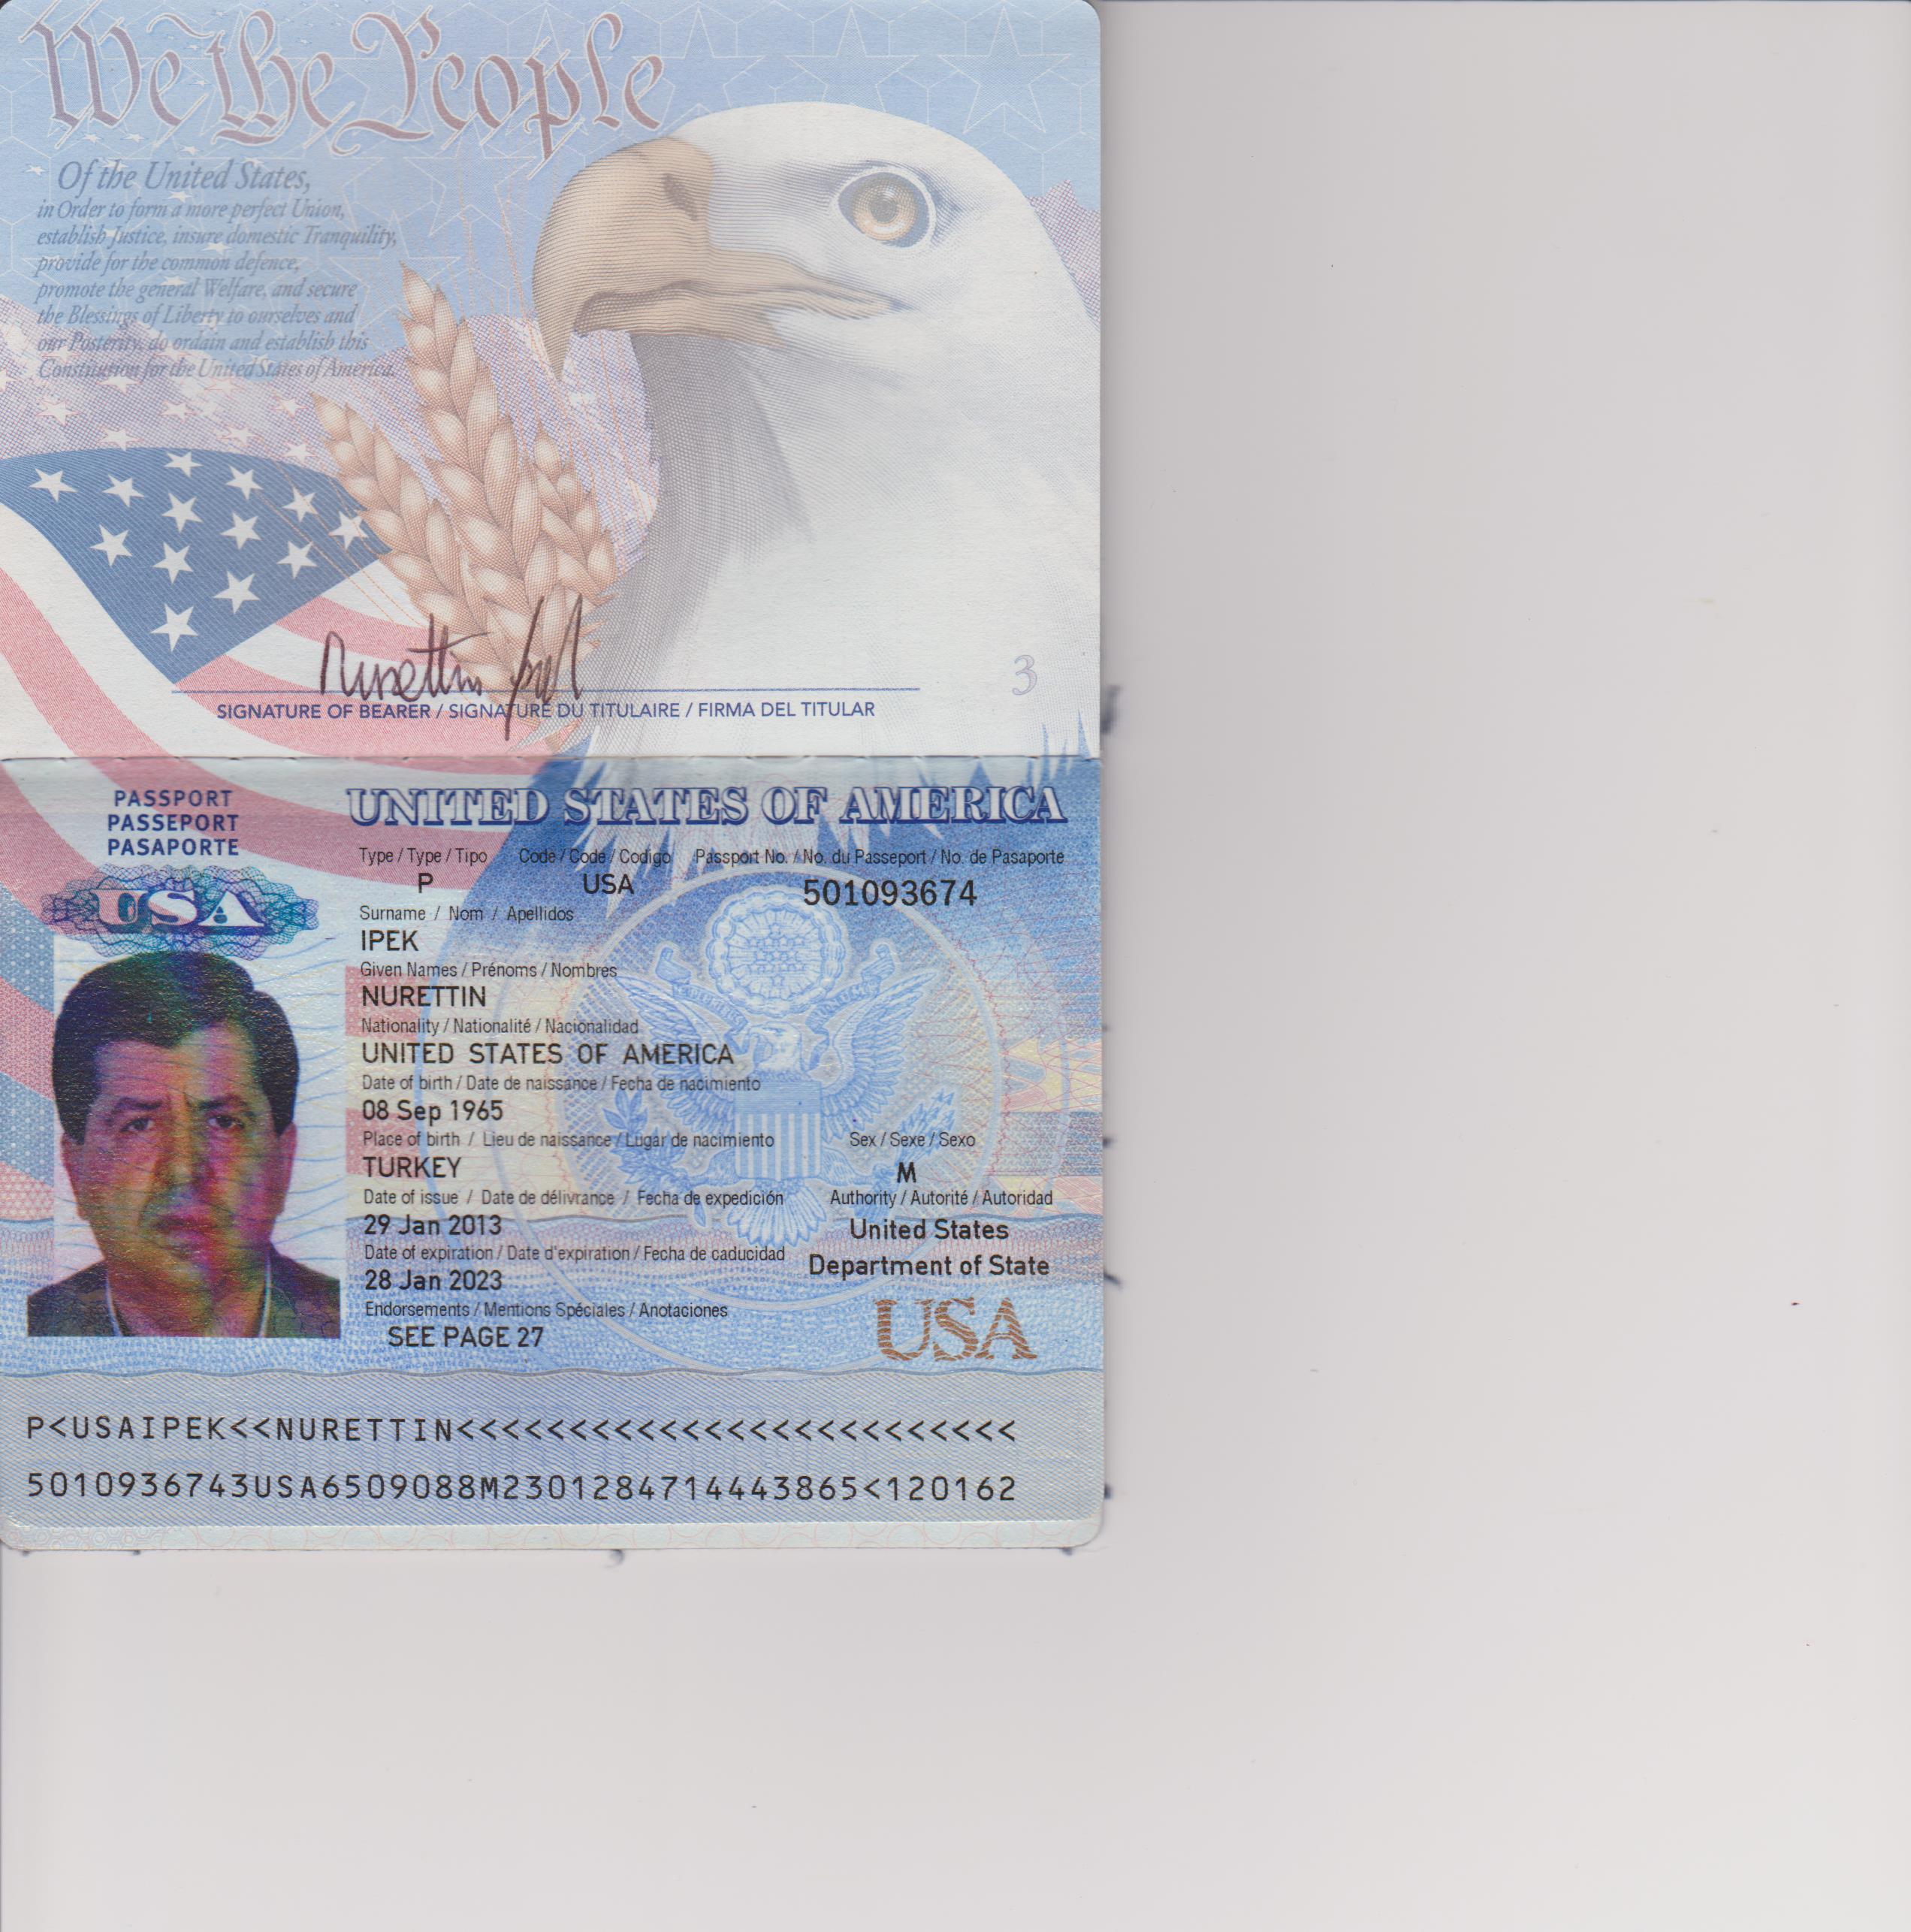 We the People
Of the United States,
in Order to form a more perfect Union,
establish Justice, insure domestic Tranquility,
provide for the common defence,
promote the general Welfare, and secure
the Blessings of Liberty to ourselves and
our Posterity, do ordain and establish this
Constitution for the United States of America.
Nurettin
3
SIGNATURE OF BEARER / SIGNATURE DU TITULAIRE / FIRMA DEL TITULAR
PASSPORT
PASSEPORT
PASAPORTE
USA
UNITED STATES OF AMERICA
Type / Type / Tipo Code / Code / Codigo Passport No. / No. du Passeport / No. de Pasaporte
P USA 501093674
Surname / Nom / Apellidos
IPEK
Given Names / Prénoms / Nombres
NURETTIN
Nationality / Nationalité / Nacionalidad
UNITED STATES OF AMERICA
Date of birth / Date de naissance / Fecha de nacimiento
08 Sep 1965
Place of birth / Lieu de naissance / Lugar de nacimiento Sex / Sexe / Sexo
TURKEY M
Date of issue / Date de délivrance / Fecha de expedición Authority / Autorité / Autoridad
29 Jan 2013 United States
Date of expiration / Date d'expiration / Fecha de caducidad
28 Jan 2023 Department of State
Endorsements / Mentions Spéciales / Anotaciones
SEE PAGE 27 USA
P<USAIPEK<<NURETTIN<<<<<<<<<<<<<<<<<<<<<<<<<
5010936743USA6509088M2301284714443865<120162